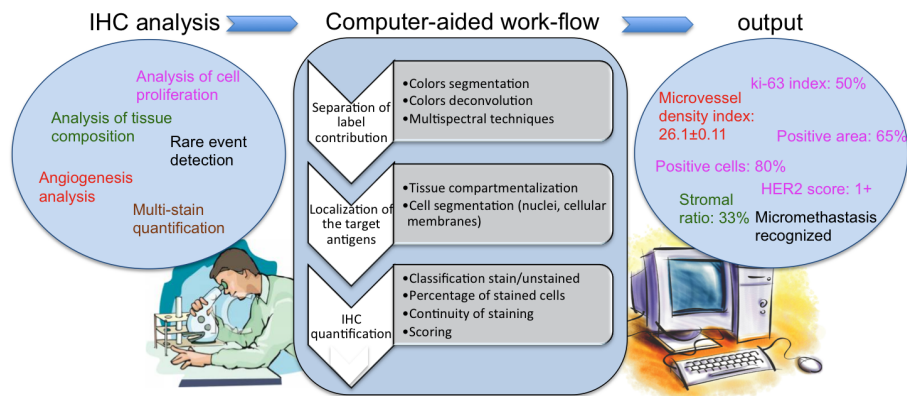 IHC analysis
Computer-aided work-flow
output
Analysis of cell
proliferation
Analysis of tissue
composition
Rare event
detection
Angiogenesis
analysis
Multi-stain
quantification
Separation of
label contribution
•Colors segmentation
•Colors deconvolution
•Multispectral techniques
Localization of
the target
antigens
•Tissue compartmentalization
•Cell segmentation (nuclei, cellular
membranes)
IHC
quantification
•Classification stain/unstained
•Percentage of stained cells
•Continuity of staining
•Scoring
ki-63 index: 50%
Microvessel
density index:
26.1±0.11
Positive area: 65%
Positive cells: 80%
HER2 score: 1+
Stromal
ratio: 33%
Micromethastasis
recognized